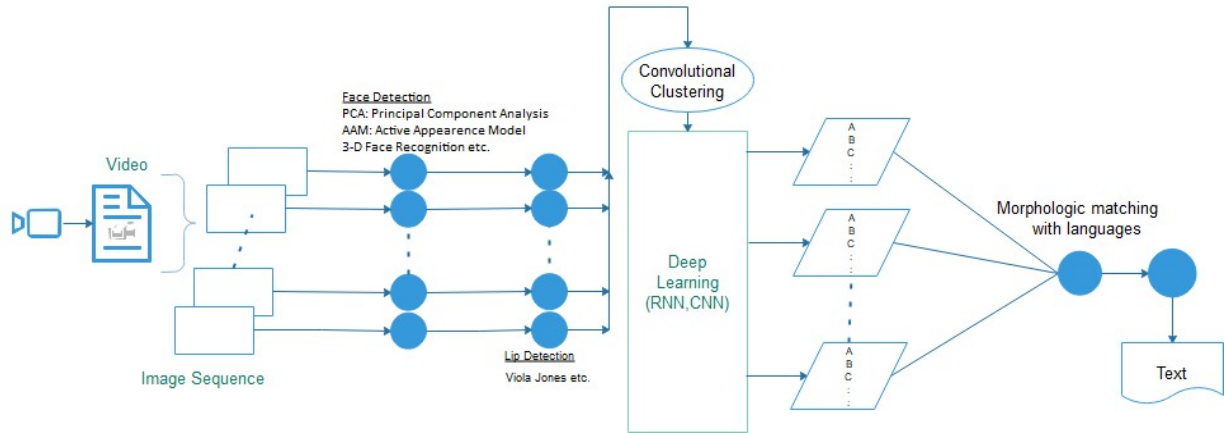 Convolutional
Clustering
Face Detection
PCA: Principal Component Analysis
AAM: Active Appearence Model
3-D Face Recognition etc.
Video
A
B
C
:
:
A
B
C
:
:
Morphologic matching
with languages
Deep
Learning
(RNN,CNN)
A
B
C
:
:
Lip Detection
Viola Jones etc.
Image Sequence
Text